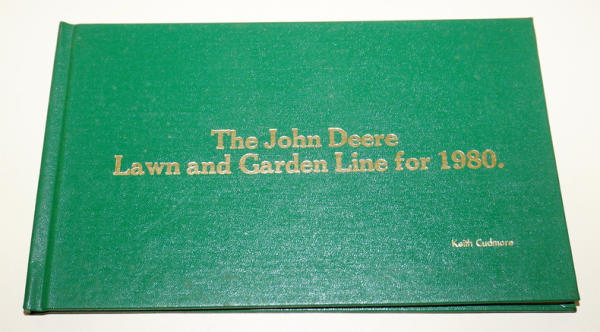 The John Deere
Lawn and Garden Line for 1980.
Keith Cudmore